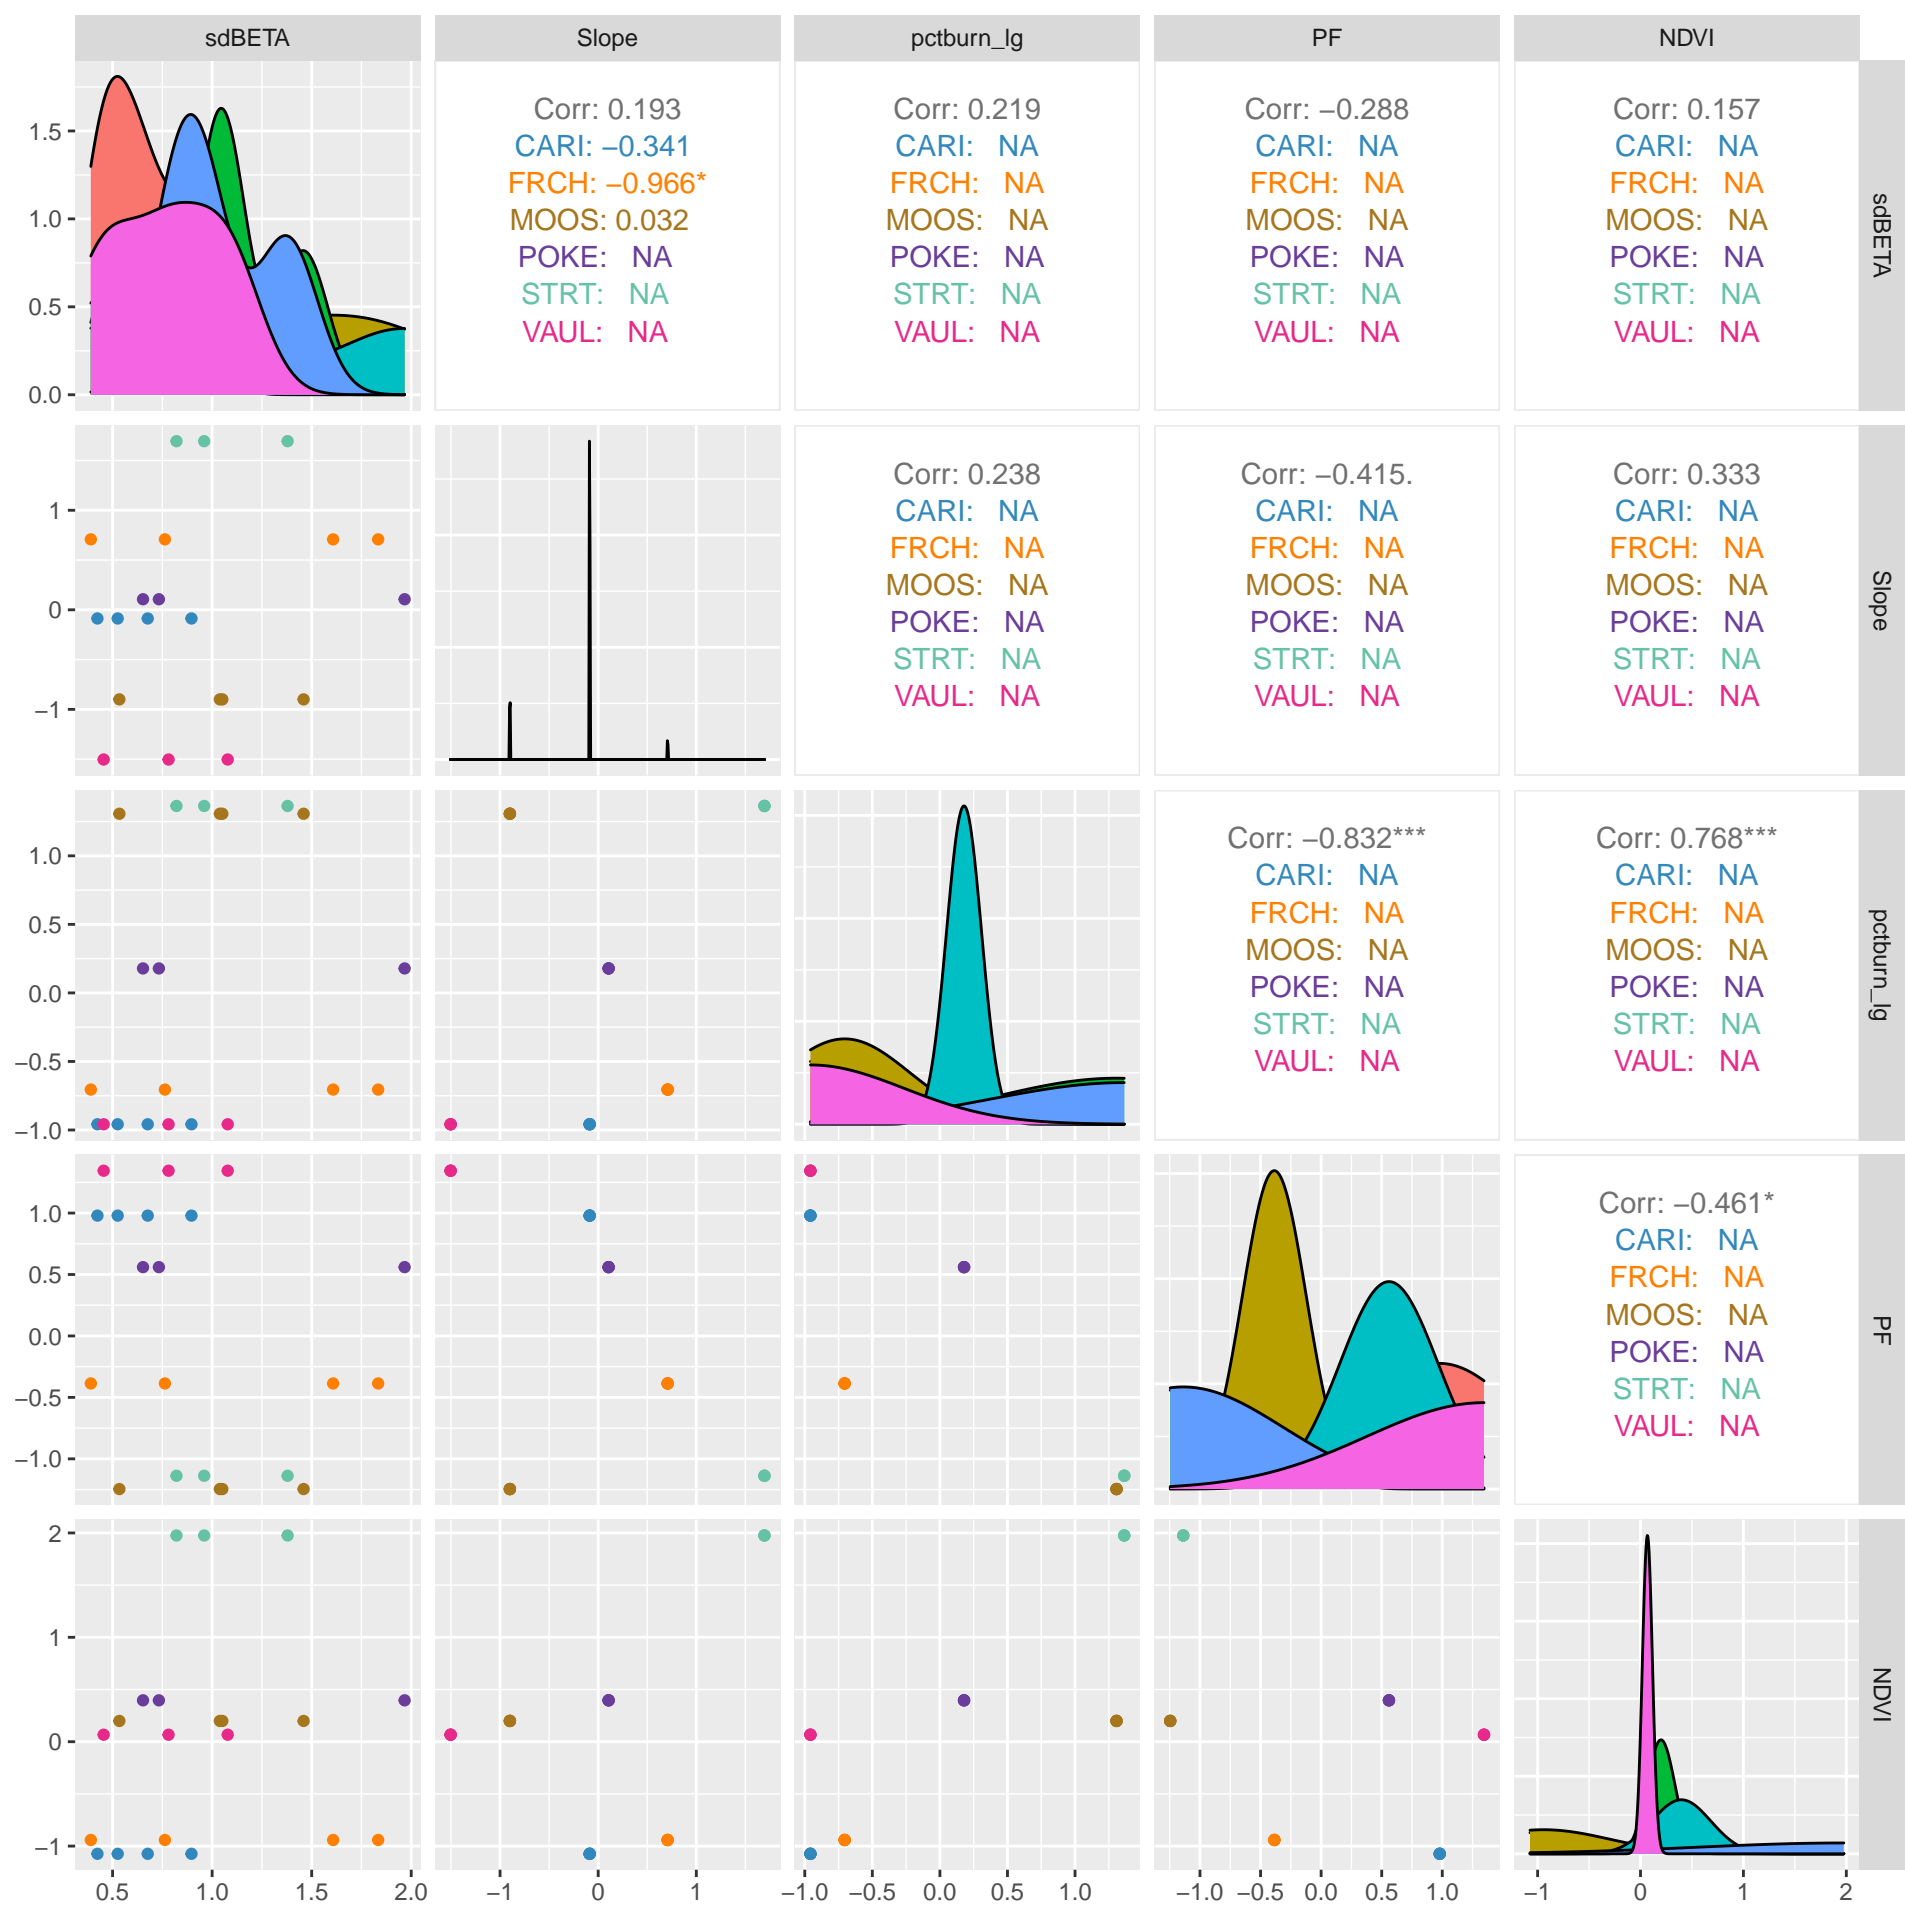 sdBETA Slope pctburn_lg PF NDVI
Corr: 0.193
CARI: −0.341
FRCH: −0.966*
MOOS: 0.032
POKE: NA
STRT: NA
VAUL: NA
Corr: 0.219
CARI: NA
FRCH: NA
MOOS: NA
POKE: NA
STRT: NA
VAUL: NA
Corr: −0.288
CARI: NA
FRCH: NA
MOOS: NA
POKE: NA
STRT: NA
VAUL: NA
Corr: 0.157
CARI: NA
FRCH: NA
MOOS: NA
POKE: NA
STRT: NA
VAUL: NA
sdBETA
1.5
1.0
0.5
0.0
Corr: 0.238
CARI: NA
FRCH: NA
MOOS: NA
POKE: NA
STRT: NA
VAUL: NA
Corr: −0.415.
CARI: NA
FRCH: NA
MOOS: NA
POKE: NA
STRT: NA
VAUL: NA
Corr: 0.333
CARI: NA
FRCH: NA
MOOS: NA
POKE: NA
STRT: NA
VAUL: NA
Slope
1
0
−1
Corr: −0.832***
CARI: NA
FRCH: NA
MOOS: NA
POKE: NA
STRT: NA
VAUL: NA
Corr: 0.768***
CARI: NA
FRCH: NA
MOOS: NA
POKE: NA
STRT: NA
VAUL: NA
pctburn_lg
1.0
0.5
0.0
−0.5
−1.0
Corr: −0.461*
CARI: NA
FRCH: NA
MOOS: NA
POKE: NA
STRT: NA
VAUL: NA
PF
1.0
0.5
0.0
−0.5
−1.0
NDVI
2
1
0
−1
0.5 1.0 1.5 2.0
−1 0 1
−1.0 −0.5 0.0 0.5 1.0
−1.0 −0.5 0.0 0.5 1.0
−1 0 1 2